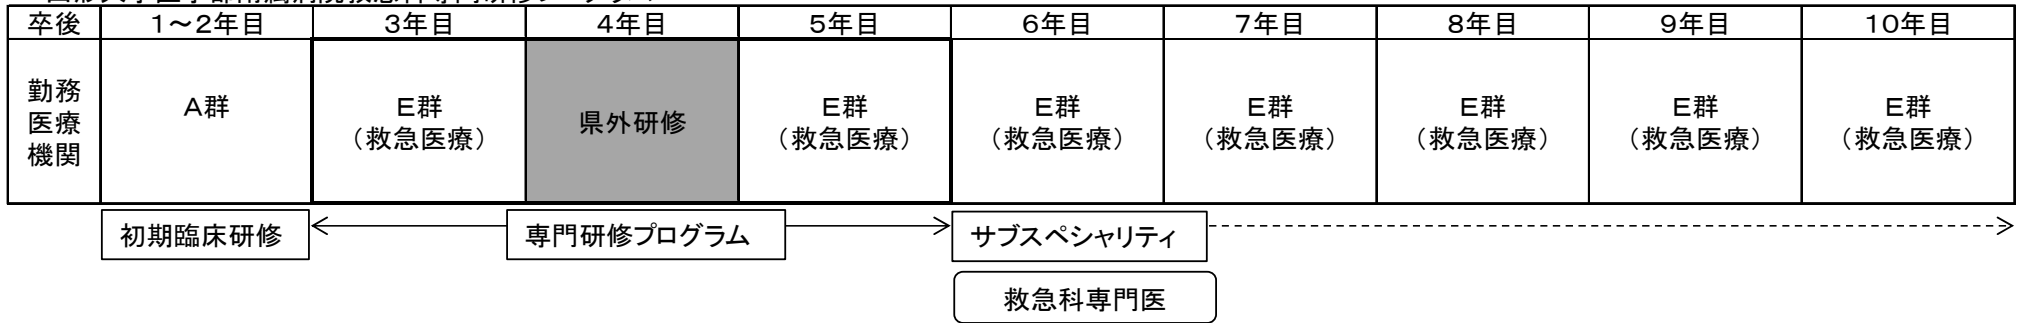 卒後 1～2年目 3年目 4年目 5年目 6年目 7年目 8年目 9年目 10年目
勤務医療機関 A群 E群(救急医療) 県外研修 E群(救急医療) E群(救急医療) E群(救急医療) E群(救急医療) E群(救急医療) E群(救急医療)
初期臨床研修 専門研修プログラム サブスペシャリティ
救急科専門医